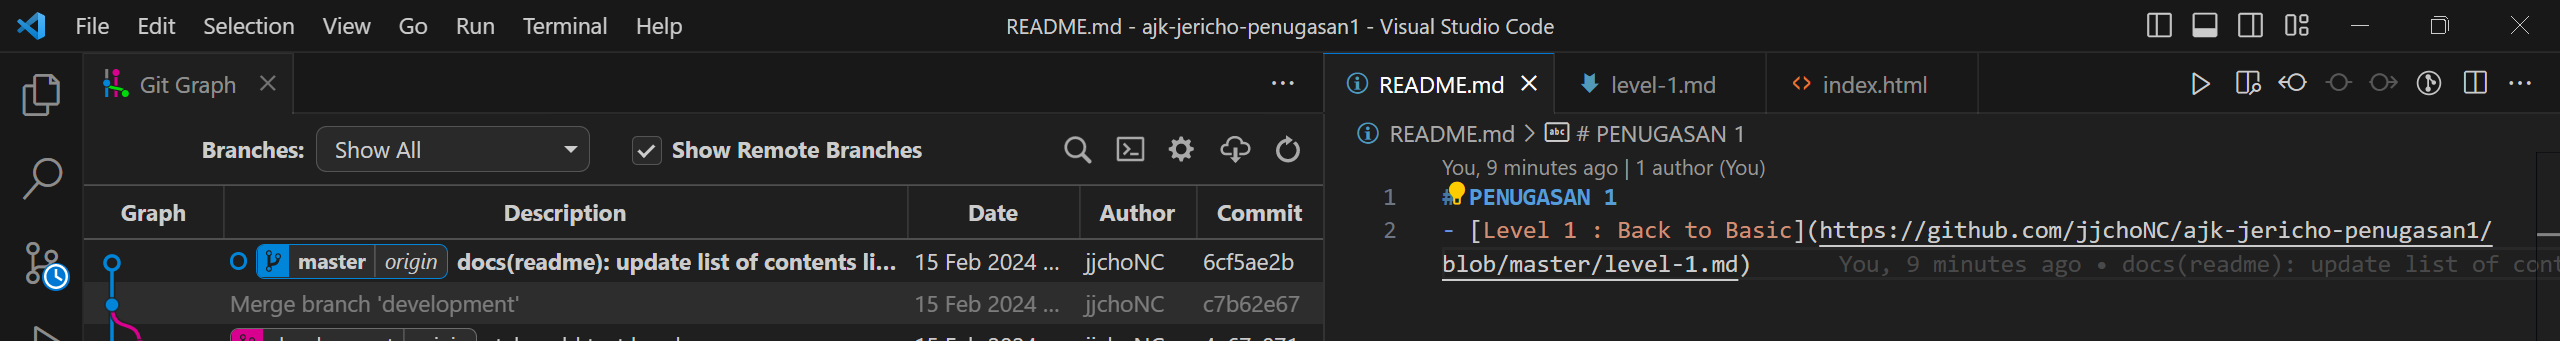 File Edit Selection View Go Run Terminal Help
README.md - ajk-jericho-penugasan1 - Visual Studio Code
Git Graph
README.md
level-1.md
index.html
Branches: Show All
Show Remote Branches
README.md > # PENUGASAN 1
You, 9 minutes ago | 1 author (You)
1 # PENUGASAN 1
2 - [Level 1 : Back to Basic](https://github.com/jjchoNC/ajk-jericho-penugasan1/
blob/master/level-1.md) You, 9 minutes ago • docs(readme): update list of cont
Graph Description Date Author Commit
master origin docs(readme): update list of contents li... 15 Feb 2024 ... jjchoNC 6cf5ae2b
Merge branch 'development' 15 Feb 2024 ... jjchoNC c7b62e67